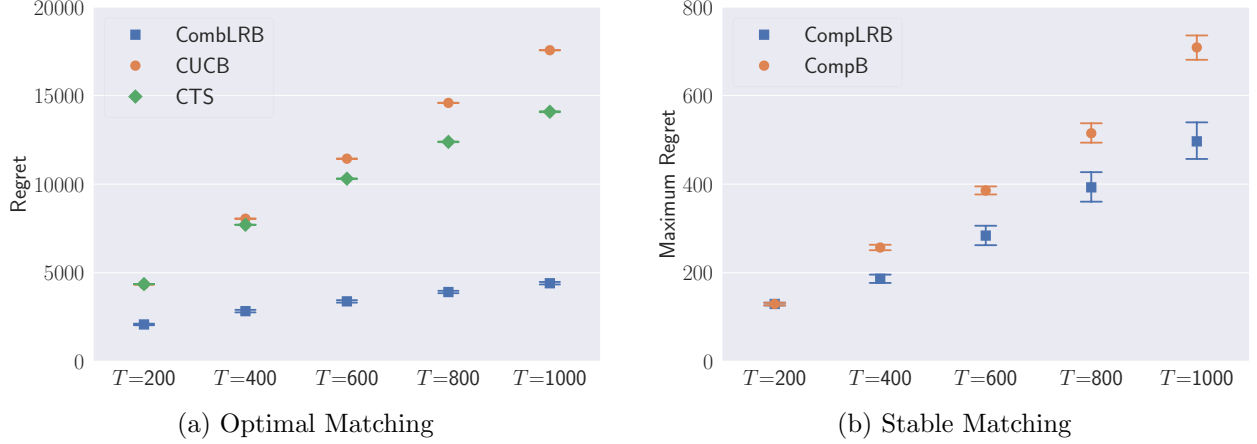 20000
15000
10000
5000
0
Regret
CombLRB
CUCB
CTS
T=200
T=400
T=600
T=800
T=1000
(a) Optimal Matching
800
600
400
200
0
Maximum Regret
CompLRB
CompB
T=200
T=400
T=600
T=800
T=1000
(b) Stable Matching